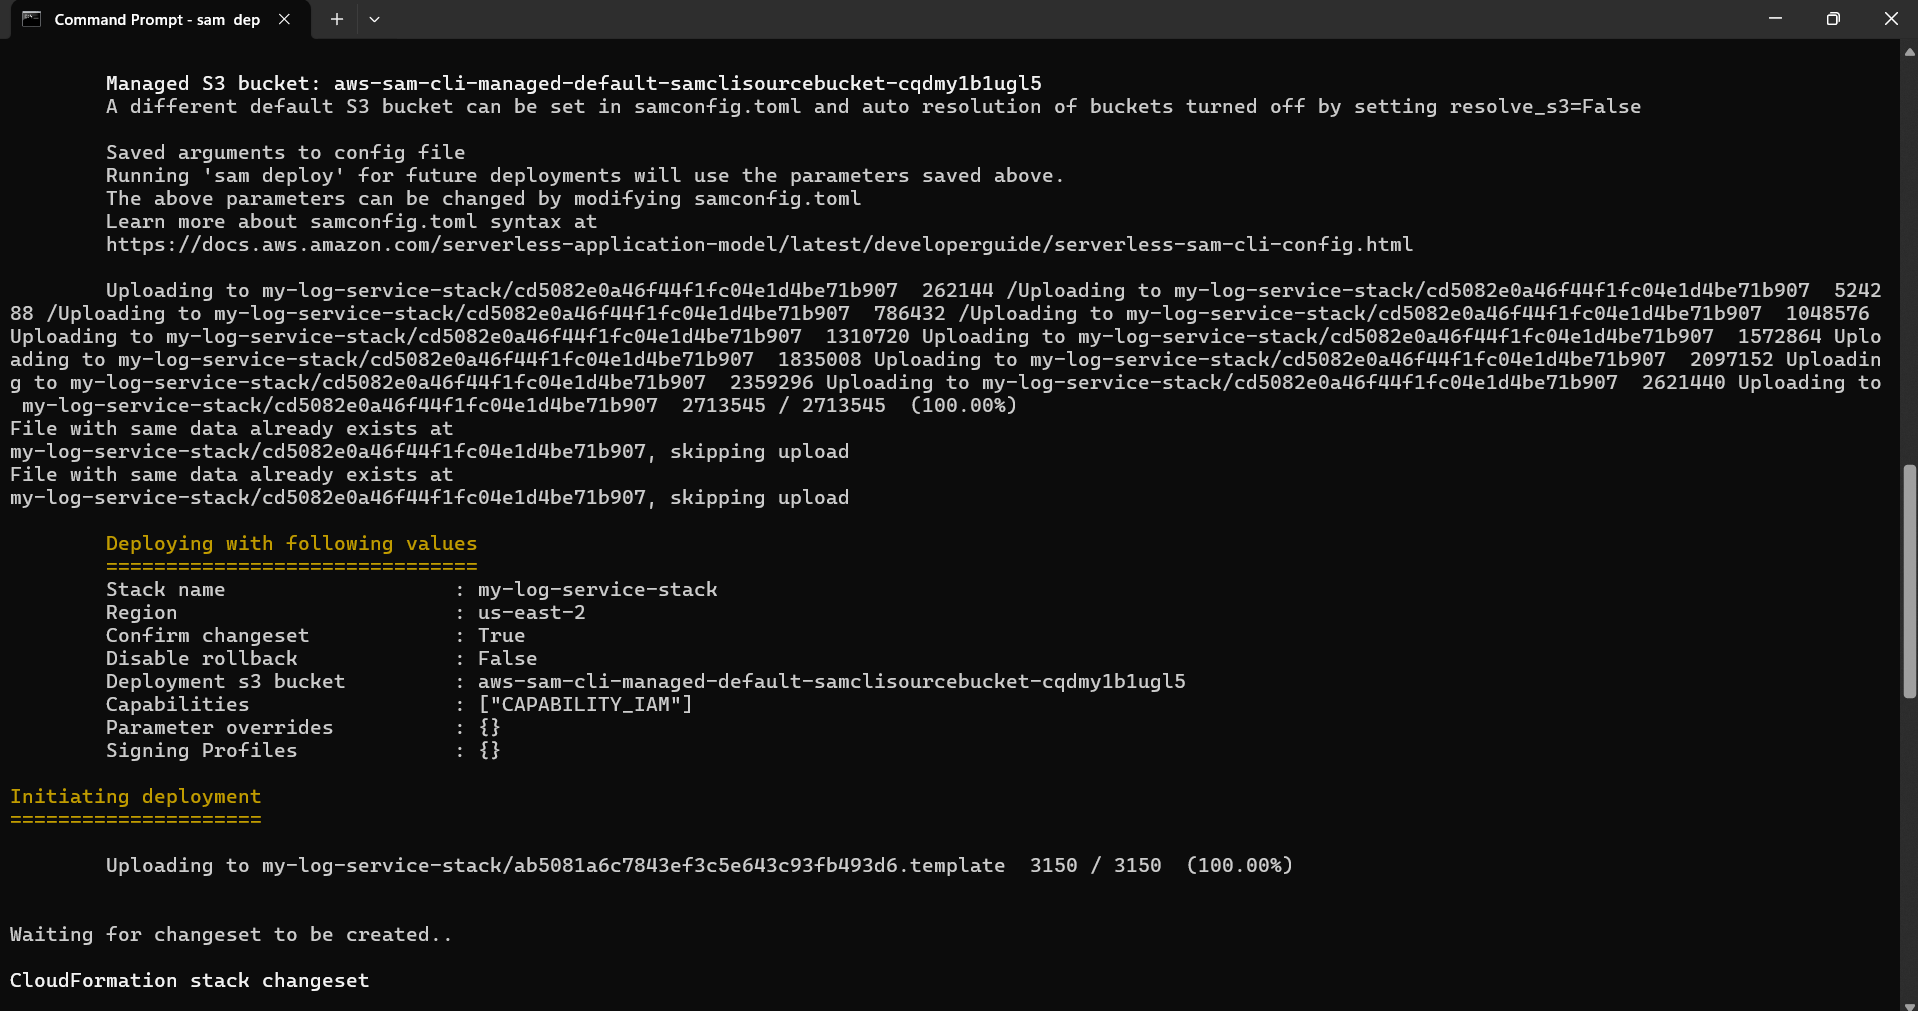 Command Prompt - sam  dep
Managed S3 bucket: aws-sam-cli-managed-default-samclisourcebucket-cqdmy1b1ugl5
A different default S3 bucket can be set in samconfig.toml and auto resolution of buckets turned off by setting resolve_s3=False
Saved arguments to config file
Running 'sam deploy' for future deployments will use the parameters saved above.
The above parameters can be changed by modifying samconfig.toml
Learn more about samconfig.toml syntax at
https://docs.aws.amazon.com/serverless-application-model/latest/developerguide/serverless-sam-cli-config.html
Uploading to my-log-service-stack/cd5082e0a46f44f1fc04e1d4be71b907  262144 /Uploading to my-log-service-stack/cd5082e0a46f44f1fc04e1d4be71b907  5242
88 /Uploading to my-log-service-stack/cd5082e0a46f44f1fc04e1d4be71b907  786432 /Uploading to my-log-service-stack/cd5082e0a46f44f1fc04e1d4be71b907  1048576
Uploading to my-log-service-stack/cd5082e0a46f44f1fc04e1d4be71b907  1310720 Uploading to my-log-service-stack/cd5082e0a46f44f1fc04e1d4be71b907  1572864 Uplo
ading to my-log-service-stack/cd5082e0a46f44f1fc04e1d4be71b907  1835008 Uploading to my-log-service-stack/cd5082e0a46f44f1fc04e1d4be71b907  2097152 Uploadin
g to my-log-service-stack/cd5082e0a46f44f1fc04e1d4be71b907  2359296 Uploading to my-log-service-stack/cd5082e0a46f44f1fc04e1d4be71b907  2621440 Uploading to
my-log-service-stack/cd5082e0a46f44f1fc04e1d4be71b907  2713545 / 2713545  (100.00%)
File with same data already exists at
my-log-service-stack/cd5082e0a46f44f1fc04e1d4be71b907, skipping upload
File with same data already exists at
my-log-service-stack/cd5082e0a46f44f1fc04e1d4be71b907, skipping upload
Deploying with following values
===============================
Stack name                   : my-log-service-stack
Region                       : us-east-2
Confirm changeset            : True
Disable rollback             : False
Deployment s3 bucket         : aws-sam-cli-managed-default-samclisourcebucket-cqdmy1b1ugl5
Capabilities                 : ["CAPABILITY_IAM"]
Parameter overrides          : {}
Signing Profiles             : {}
Initiating deployment
=====================
Uploading to my-log-service-stack/ab5081a6c7843ef3c5e643c93fb493d6.template  3150 / 3150  (100.00%)
Waiting for changeset to be created..
CloudFormation stack changeset